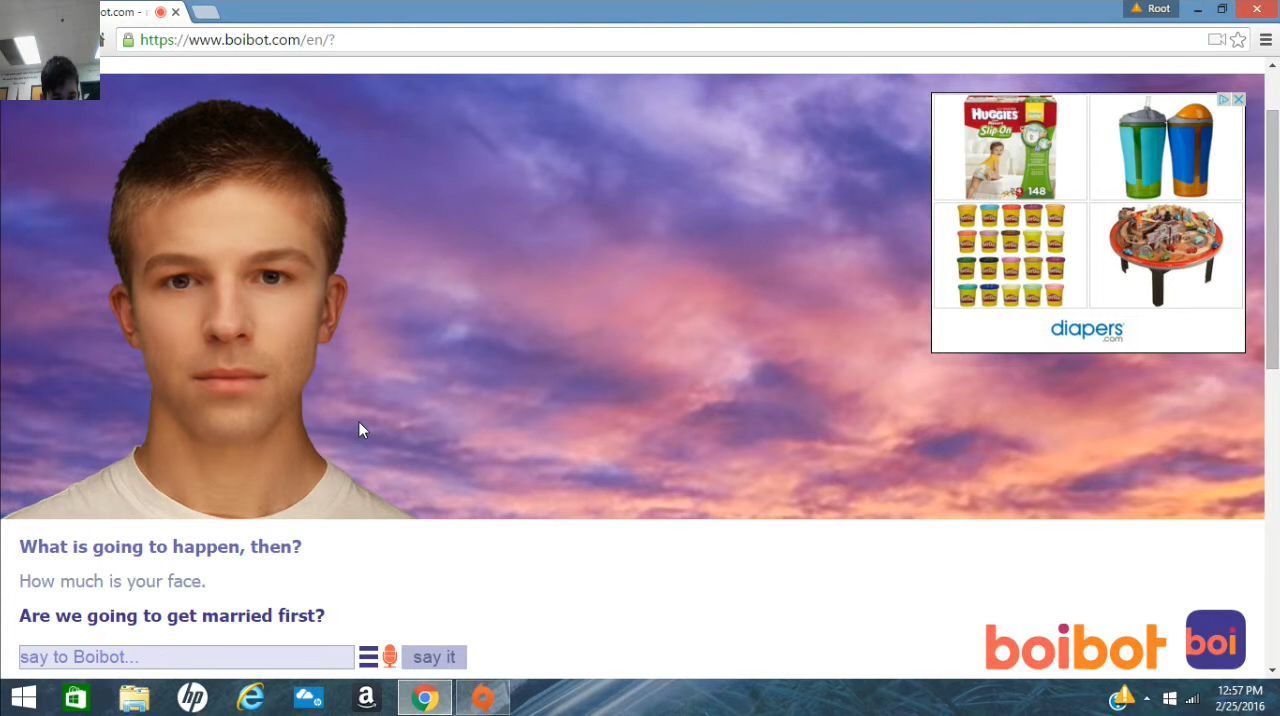 ot.com -
Root
https://www.boibot.com/en/?
HUGGIES
Slip-On
148
diapers
.com
What is going to happen, then?
How much is your face.
Are we going to get married first?
say to Boibot...
say it
boibot
boi
hp
a
12:57 PM
2/25/2016